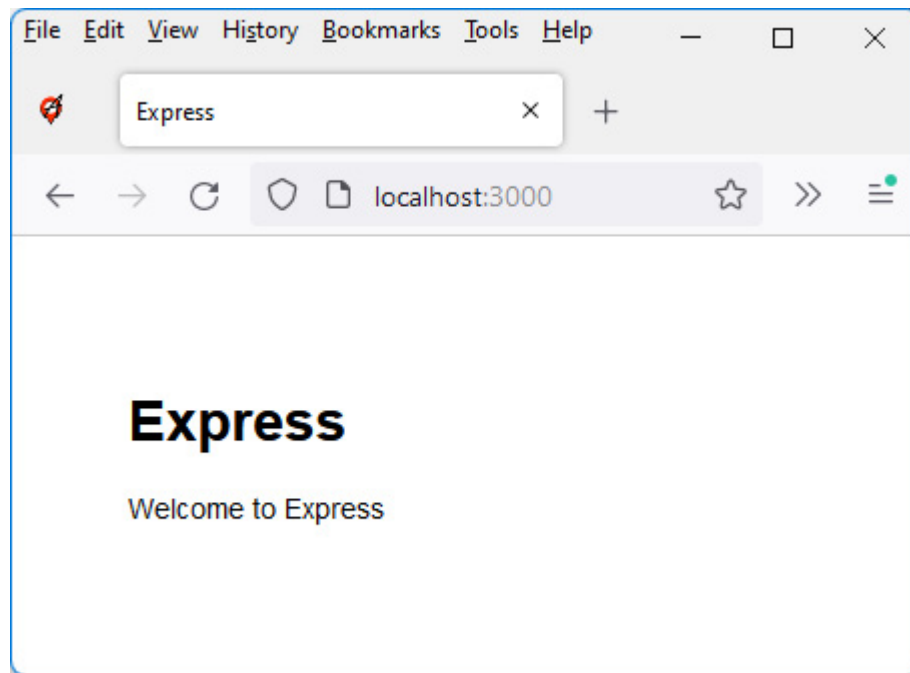 File Edit View History Bookmarks Tools Help
Express
localhost:3000
Express
Welcome to Express